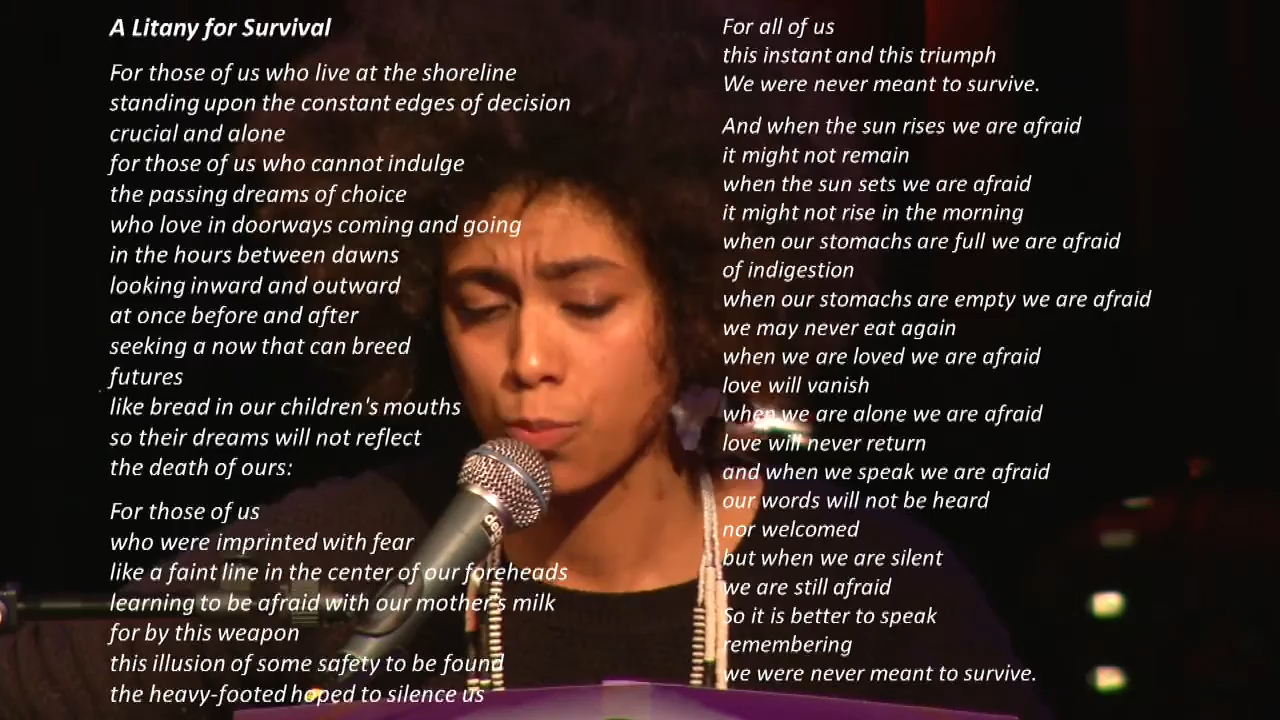 A Litany for Survival
For those of us who live at the shoreline
standing upon the constant edges of decision
crucial and alone
for those of us who cannot indulge
the passing dreams of choice
who love in doorways coming and going
in the hours between dawns
looking inward and outward
at once before and after
seeking a now that can breed
futures
like bread in our children's mouths
so their dreams will not reflect
the death of ours:
For those of us
who were imprinted with fear
like a faint line in the center of our foreheads
learning to be afraid with our mother's milk
for by this weapon
this illusion of some safety to be found
the heavy-footed hoped to silence us
For all of us
this instant and this triumph
We were never meant to survive.
And when the sun rises we are afraid
it might not remain
when the sun sets we are afraid
it might not rise in the morning
when our stomachs are full we are afraid
of indigestion
when our stomachs are empty we are afraid
we may never eat again
when we are loved we are afraid
love will vanish
when we are alone we are afraid
love will never return
and when we speak we are afraid
our words will not be heard
nor welcomed
but when we are silent
we are still afraid
So it is better to speak
remembering
we were never meant to survive.